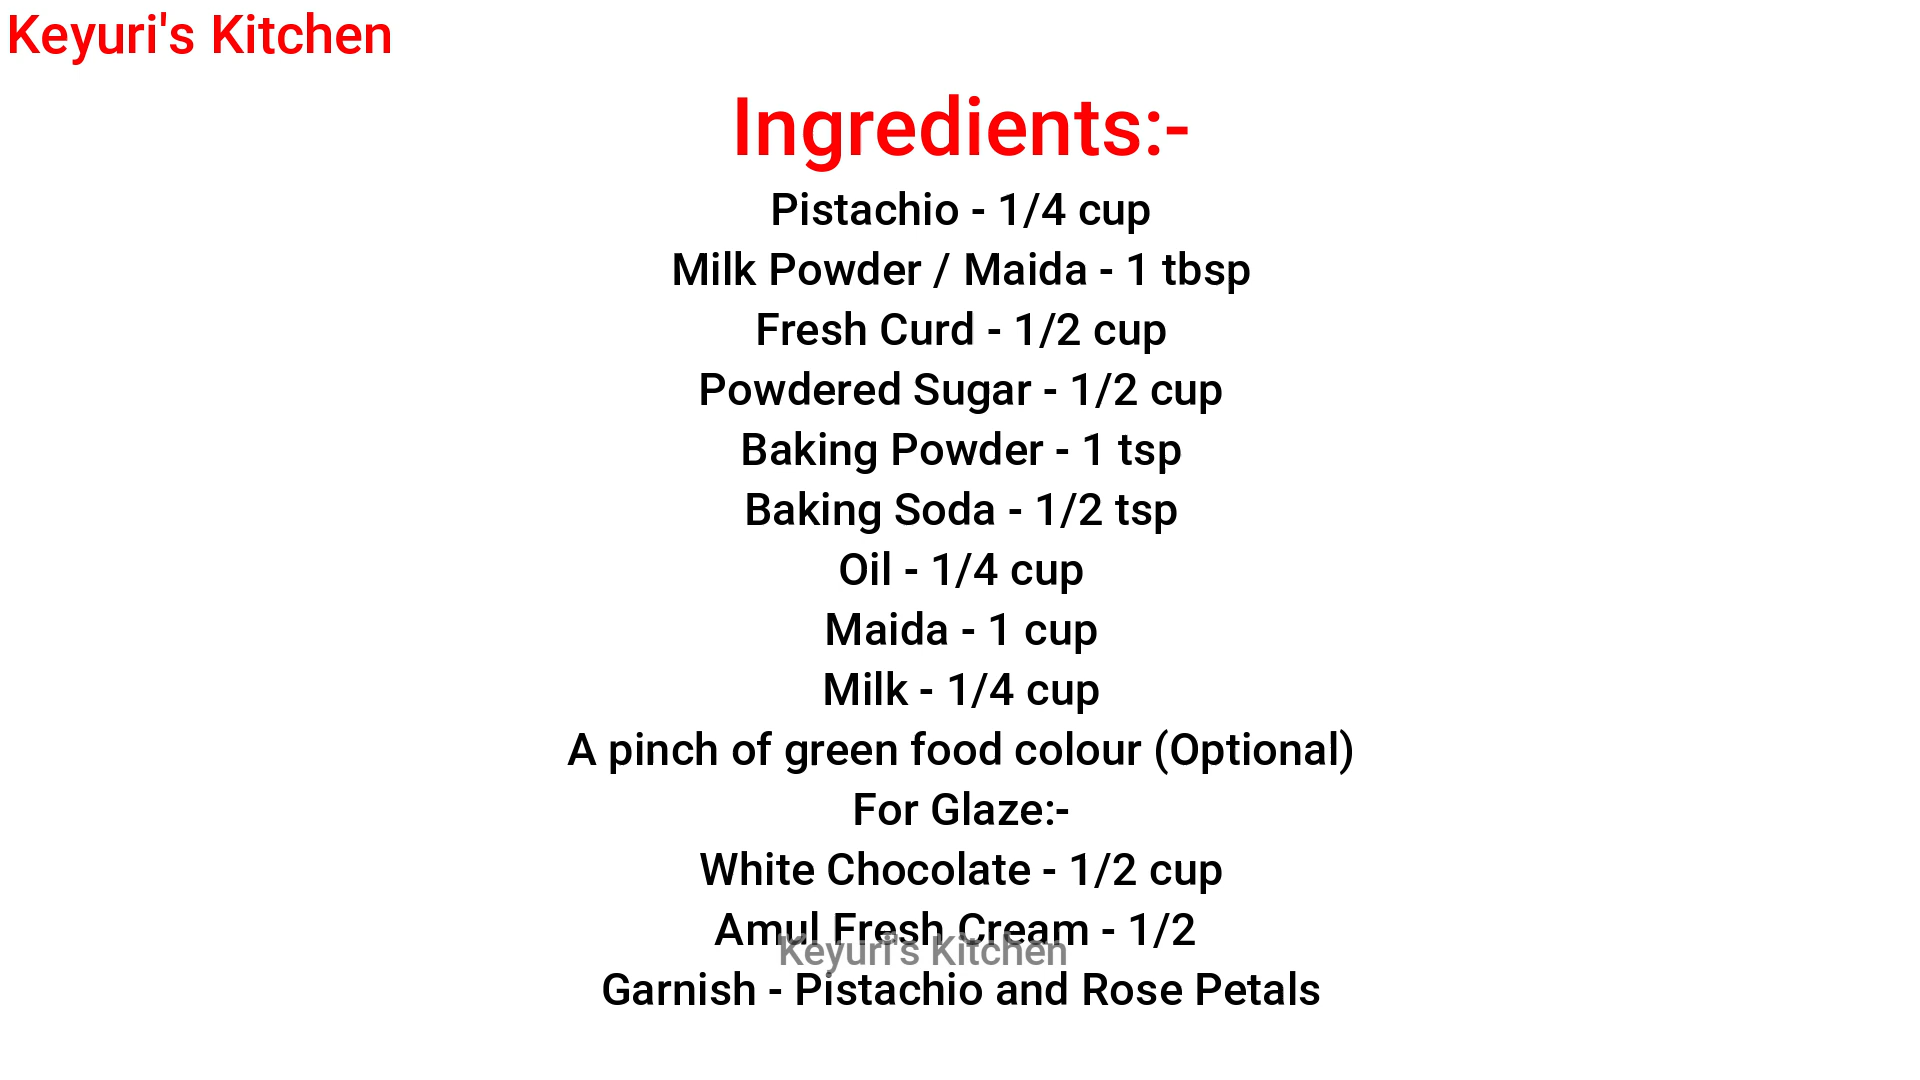 Keyuri's Kitchen
Ingredients:-
Pistachio - 1/4 cup
Milk Powder / Maida - 1 tbsp
Fresh Curd - 1/2 cup
Powdered Sugar - 1/2 cup
Baking Powder - 1 tsp
Baking Soda - 1/2 tsp
Oil - 1/4 cup
Maida - 1 cup
Milk - 1/4 cup
A pinch of green food colour (Optional)
For Glaze:-
White Chocolate - 1/2 cup
Amul Fresh Cream - 1/2
Keyuri's Kitchen
Garnish - Pistachio and Rose Petals